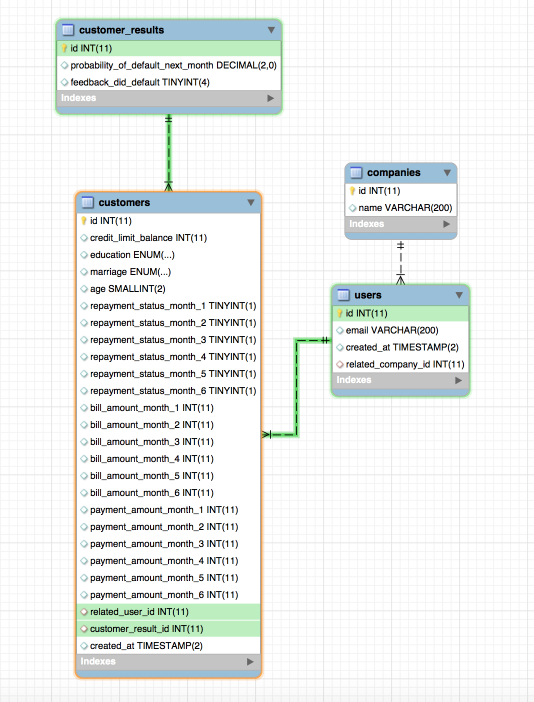 customer_results
id INT(11)
probability_of_default_next_month DECIMAL(2,0)
feedback_did_default TINYINT(4)
Indexes
customers
id INT(11)
credit_limit_balance INT(11)
education ENUM(...)
marriage ENUM(...)
age SMALLINT(2)
repayment_status_month_1 TINYINT(1)
repayment_status_month_2 TINYINT(1)
repayment_status_month_3 TINYINT(1)
repayment_status_month_4 TINYINT(1)
repayment_status_month_5 TINYINT(1)
repayment_status_month_6 TINYINT(1)
bill_amount_month_1 INT(11)
bill_amount_month_2 INT(11)
bill_amount_month_3 INT(11)
bill_amount_month_4 INT(11)
bill_amount_month_5 INT(11)
bill_amount_month_6 INT(11)
payment_amount_month_1 INT(11)
payment_amount_month_2 INT(11)
payment_amount_month_3 INT(11)
payment_amount_month_4 INT(11)
payment_amount_month_5 INT(11)
payment_amount_month_6 INT(11)
related_user_id INT(11)
customer_result_id INT(11)
created_at TIMESTAMP(2)
Indexes
companies
id INT(11)
name VARCHAR(200)
Indexes
users
id INT(11)
email VARCHAR(200)
created_at TIMESTAMP(2)
related_company_id INT(11)
Indexes